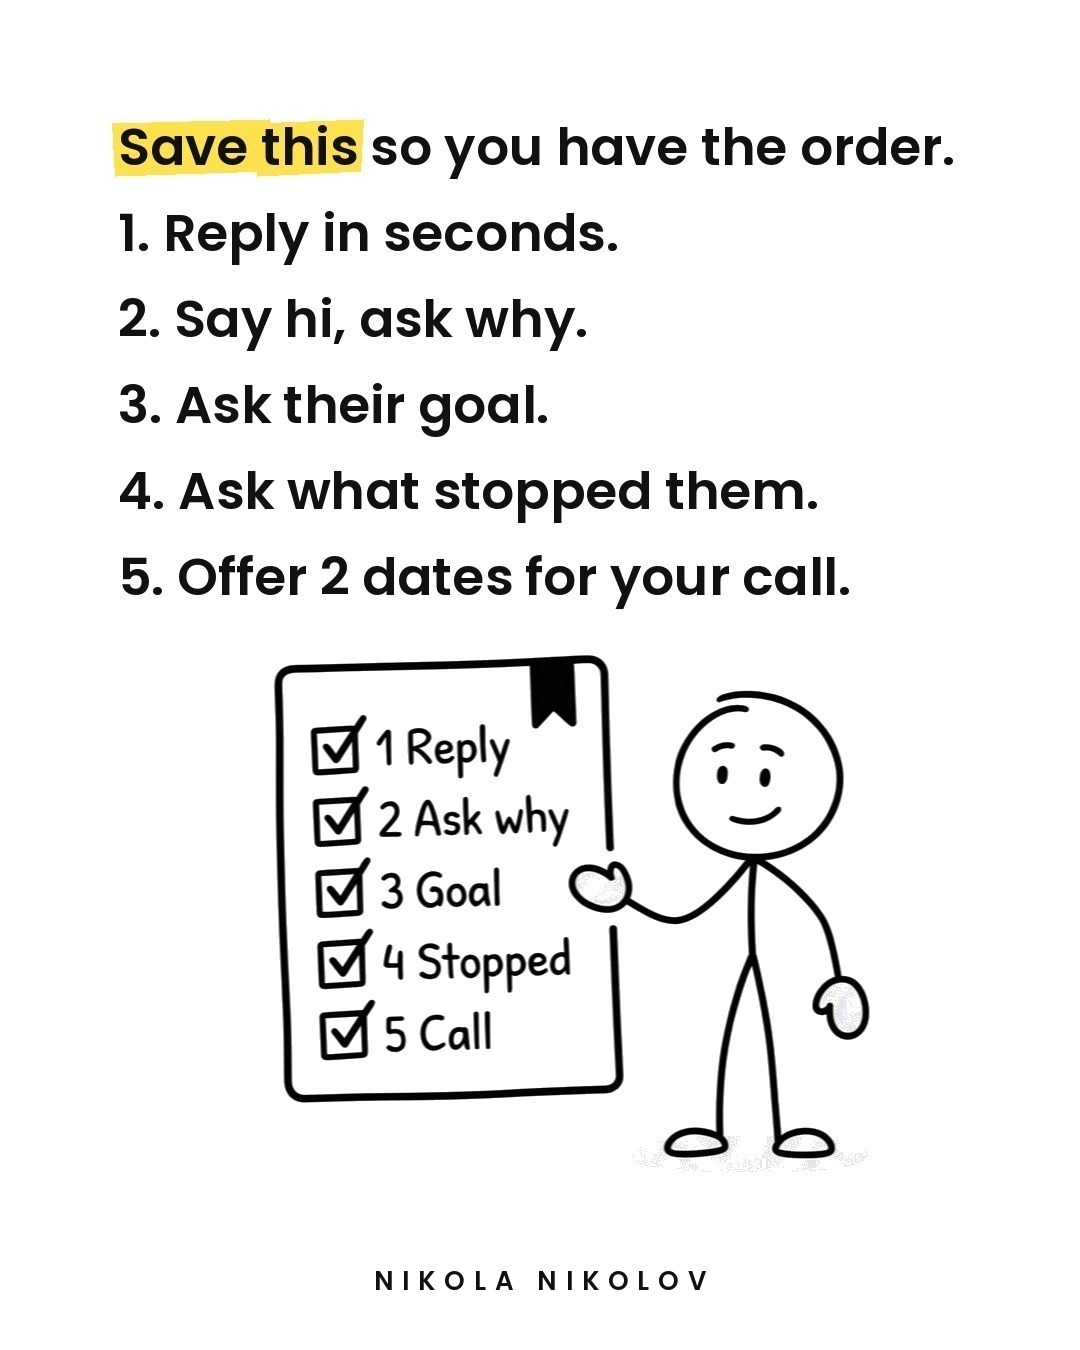 Save this so you have the order.
1. Reply in seconds.
2. Say hi, ask why.
3. Ask their goal.
4. Ask what stopped them.
5. Offer 2 dates for your call.
1 Reply
2 Ask why
3 Goal
4 Stopped
5 Call
NIKOLA NIKOLOV